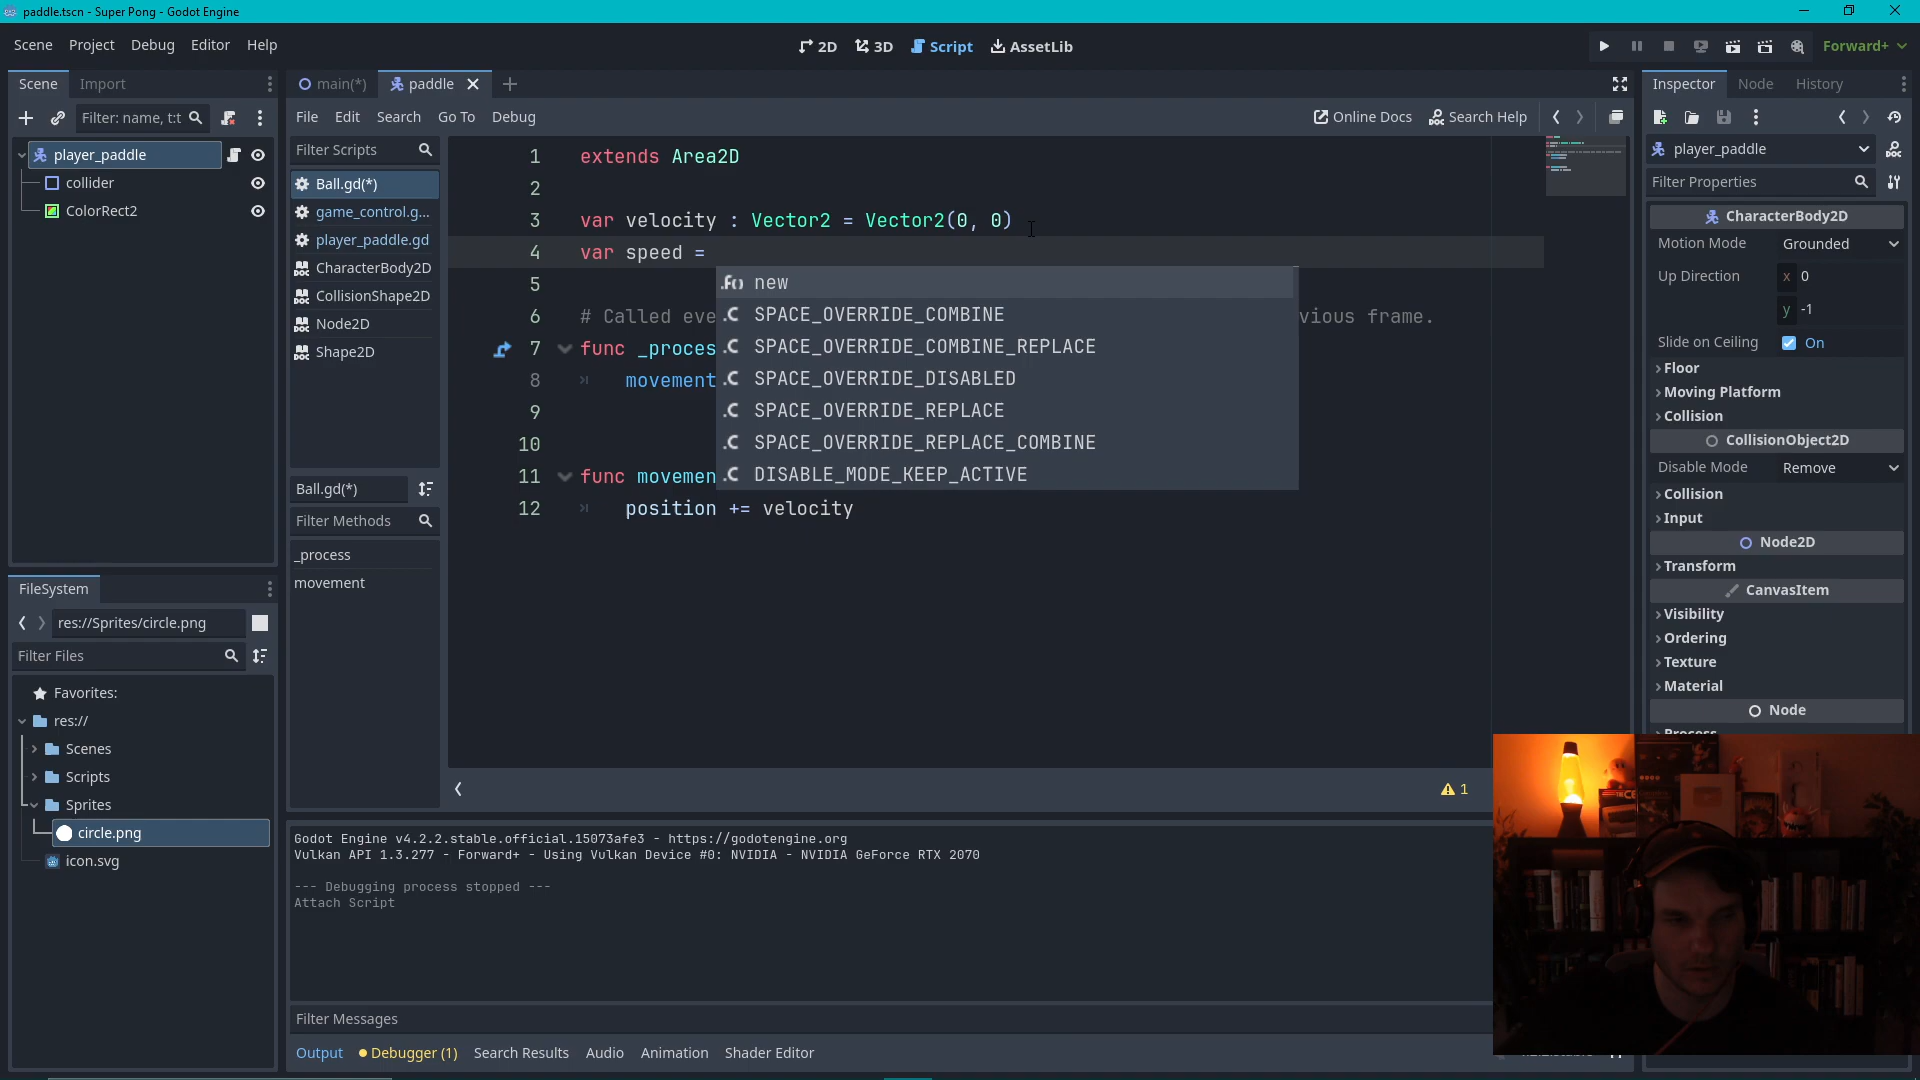 paddle.tscn - Super Pong - Godot Engine
Scene Project Debug Editor Help
2D 3D Script AssetLib
Forward+
Scene Import
main(*) paddle
Inspector Node History
Filter: name, t:t
File Edit Search Go To Debug
Online Docs Search Help
player_paddle
collider
ColorRect2
Filter Scripts
Ball.gd(*)
game_control.g...
player_paddle.gd
CharacterBody2D
CollisionShape2D
Node2D
Shape2D
Ball.gd(*)
Filter Methods
_process
movement
1 extends Area2D
2
3 var velocity : Vector2 = Vector2(0, 0)
4 var speed =
5
6 # Called eve vious frame.
7 func _proces
8 movement
9
10
11 func movemen
12 position += velocity
new
SPACE_OVERRIDE_COMBINE
SPACE_OVERRIDE_COMBINE_REPLACE
SPACE_OVERRIDE_DISABLED
SPACE_OVERRIDE_REPLACE
SPACE_OVERRIDE_REPLACE_COMBINE
DISABLE_MODE_KEEP_ACTIVE
1
player_paddle
Filter Properties
CharacterBody2D
Motion Mode Grounded
Up Direction x 0
y -1
Slide on Ceiling On
Floor
Moving Platform
Collision
CollisionObject2D
Disable Mode Remove
Collision
Input
Node2D
Transform
CanvasItem
Visibility
Ordering
Texture
Material
Node
FileSystem
res://Sprites/circle.png
Filter Files
Favorites:
res://
Scenes
Scripts
Sprites
circle.png
icon.svg
Godot Engine v4.2.2.stable.official.15073afe3 - https://godotengine.org
Vulkan API 1.3.277 - Forward+ - Using Vulkan Device #0: NVIDIA - NVIDIA GeForce RTX 2070
--- Debugging process stopped ---
Attach Script
Filter Messages
Output Debugger (1) Search Results Audio Animation Shader Editor